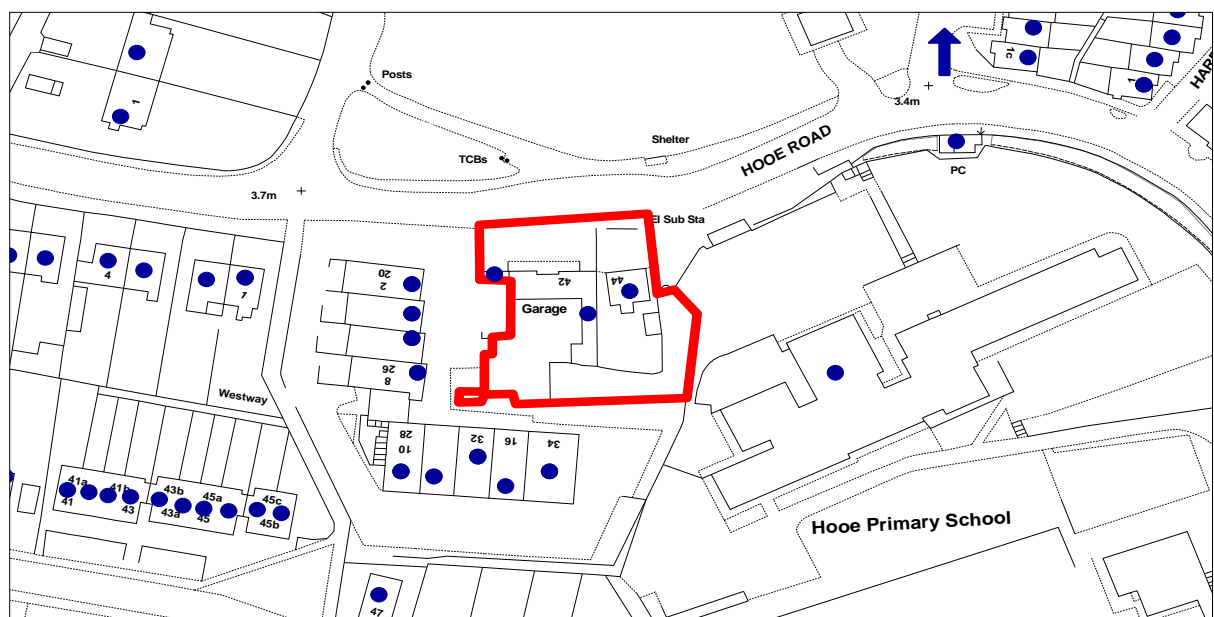 1c
1
HARE
1
Posts
3.4m
Shelter
HOOE ROAD
TCBs
PC
3.7m
El Sub Sta
4
1
20
2
42
44
Garage
26
8
Westway
28
10
32
16
34
41a
41b
43b
45a
45c
41
43
43a
45
45b
Hooe Primary School
47